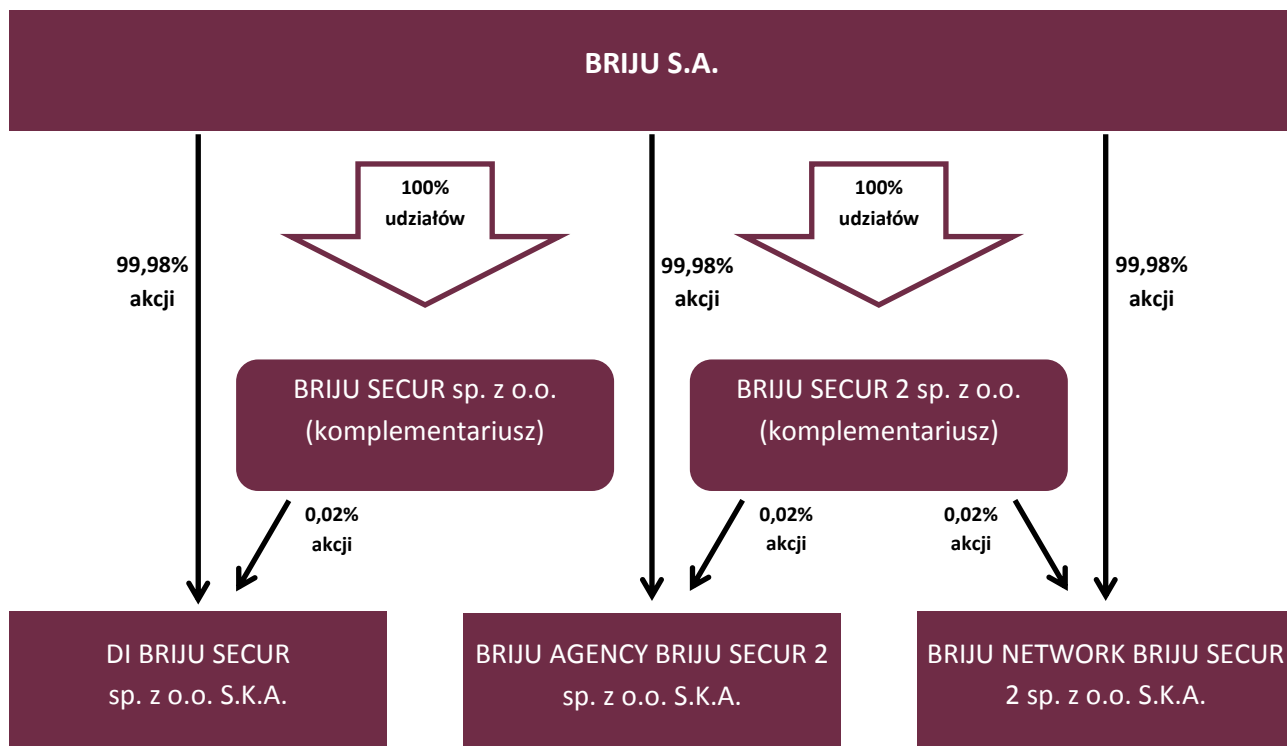 BRIJU S.A.
100%
udziałów
100%
udziałów
99,98%
akcji
99,98%
akcji
99,98%
akcji
BRIJU SECUR sp. z o.o.
(komplementariusz)
BRIJU SECUR 2 sp. z o.o.
(komplementariusz)
0,02%
akcji
0,02%
akcji
0,02%
akcji
DI BRIJU SECUR
sp. z o.o. S.K.A.
BRIJU AGENCY BRIJU SECUR 2
sp. z o.o. S.K.A.
BRIJU NETWORK BRIJU SECUR
2 sp. z o.o. S.K.A.